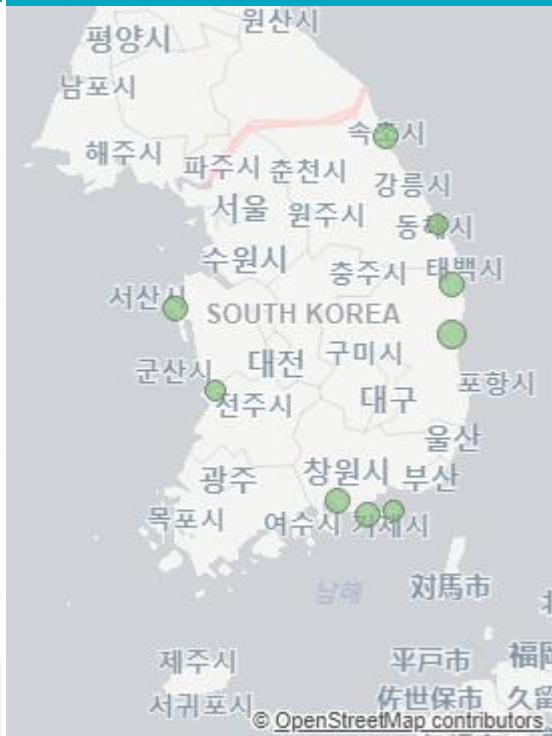 원산시
평양시
남포시
해주시
파주시
춘천시
속초시
강릉시
서울
원주시
동해시
수원시
충주시
태백시
서산시
SOUTH KOREA
군산시
대전
구미시
전주시
대구
포항시
울산
광주
창원시
부산
목포시
여수시
거제시
남해
対馬市
제주시
平戸市
福岡
서귀포시
佐世保市
久留
© OpenStreetMap contributors